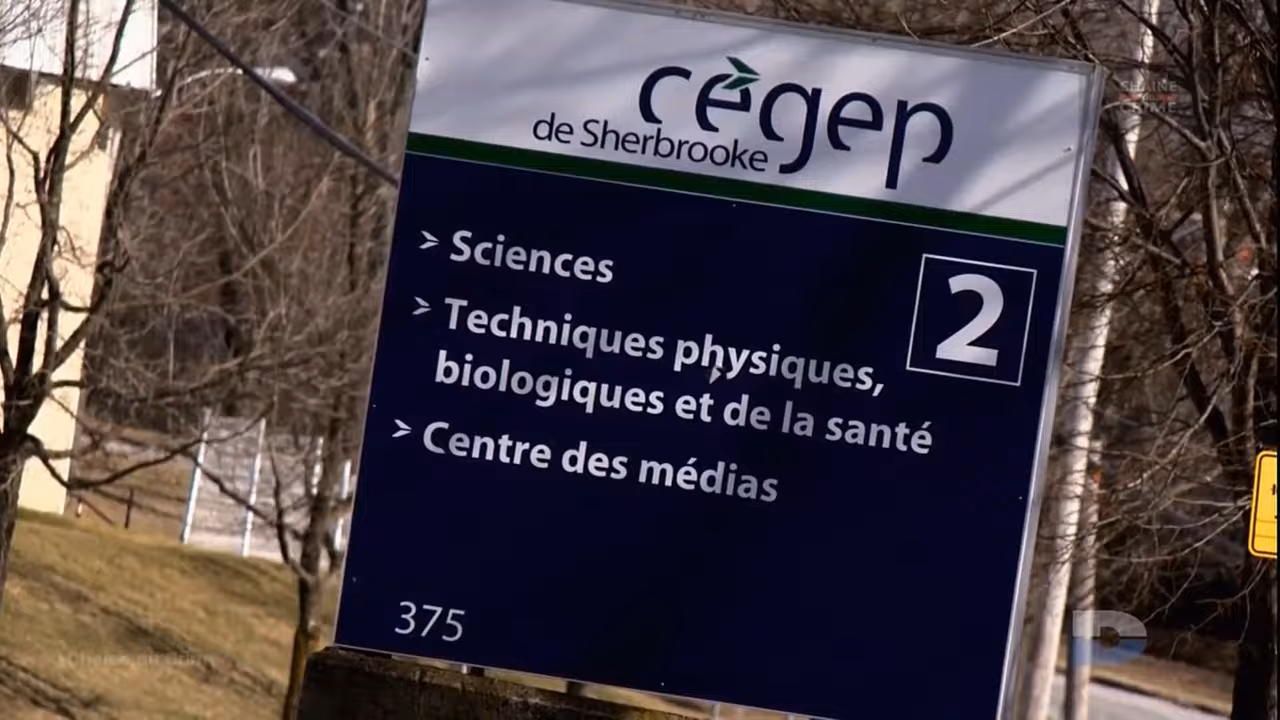 cégep
de Sherbrooke
> Sciences
2
> Techniques physiques,
biologiques et de la santé
> Centre des médias
375
D